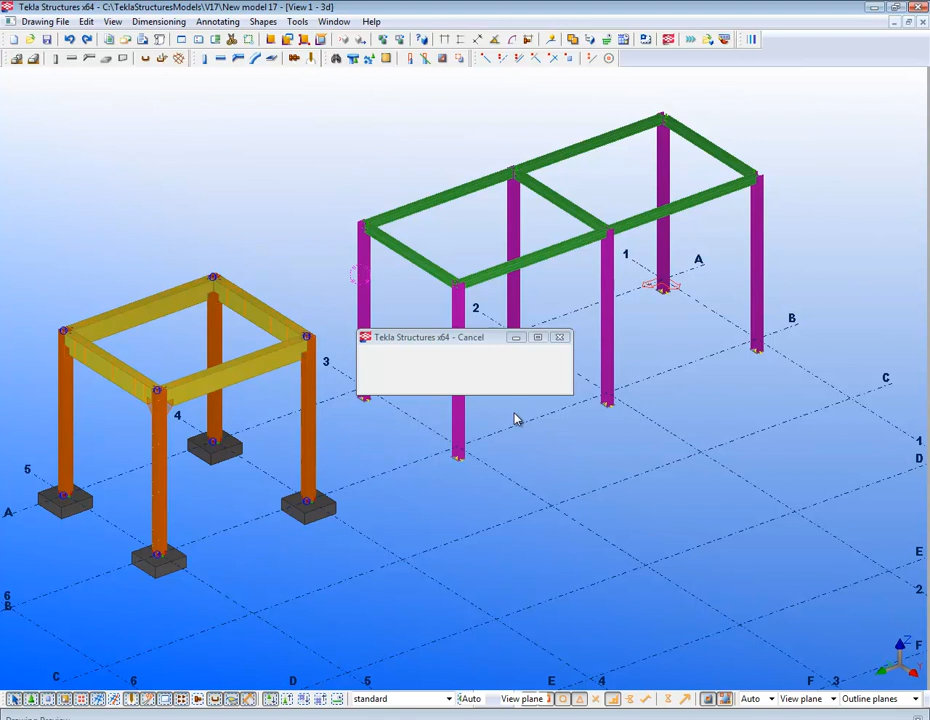 Tekla Structures x64 - C:\TeklaStructuresModels\V17\New model 17 - [View 1 - 3d]
Drawing File Edit View Dimensioning Annotating Shapes Tools Window Help
1 A
2 B
Tekla Structures x64 - Cancel
3 C
4
1
5 D
A
E
6 2
B
F
C 6 D 5 E 4 F 3
Z
standard Auto View plane Auto View plane Outline planes
Drawing Preview